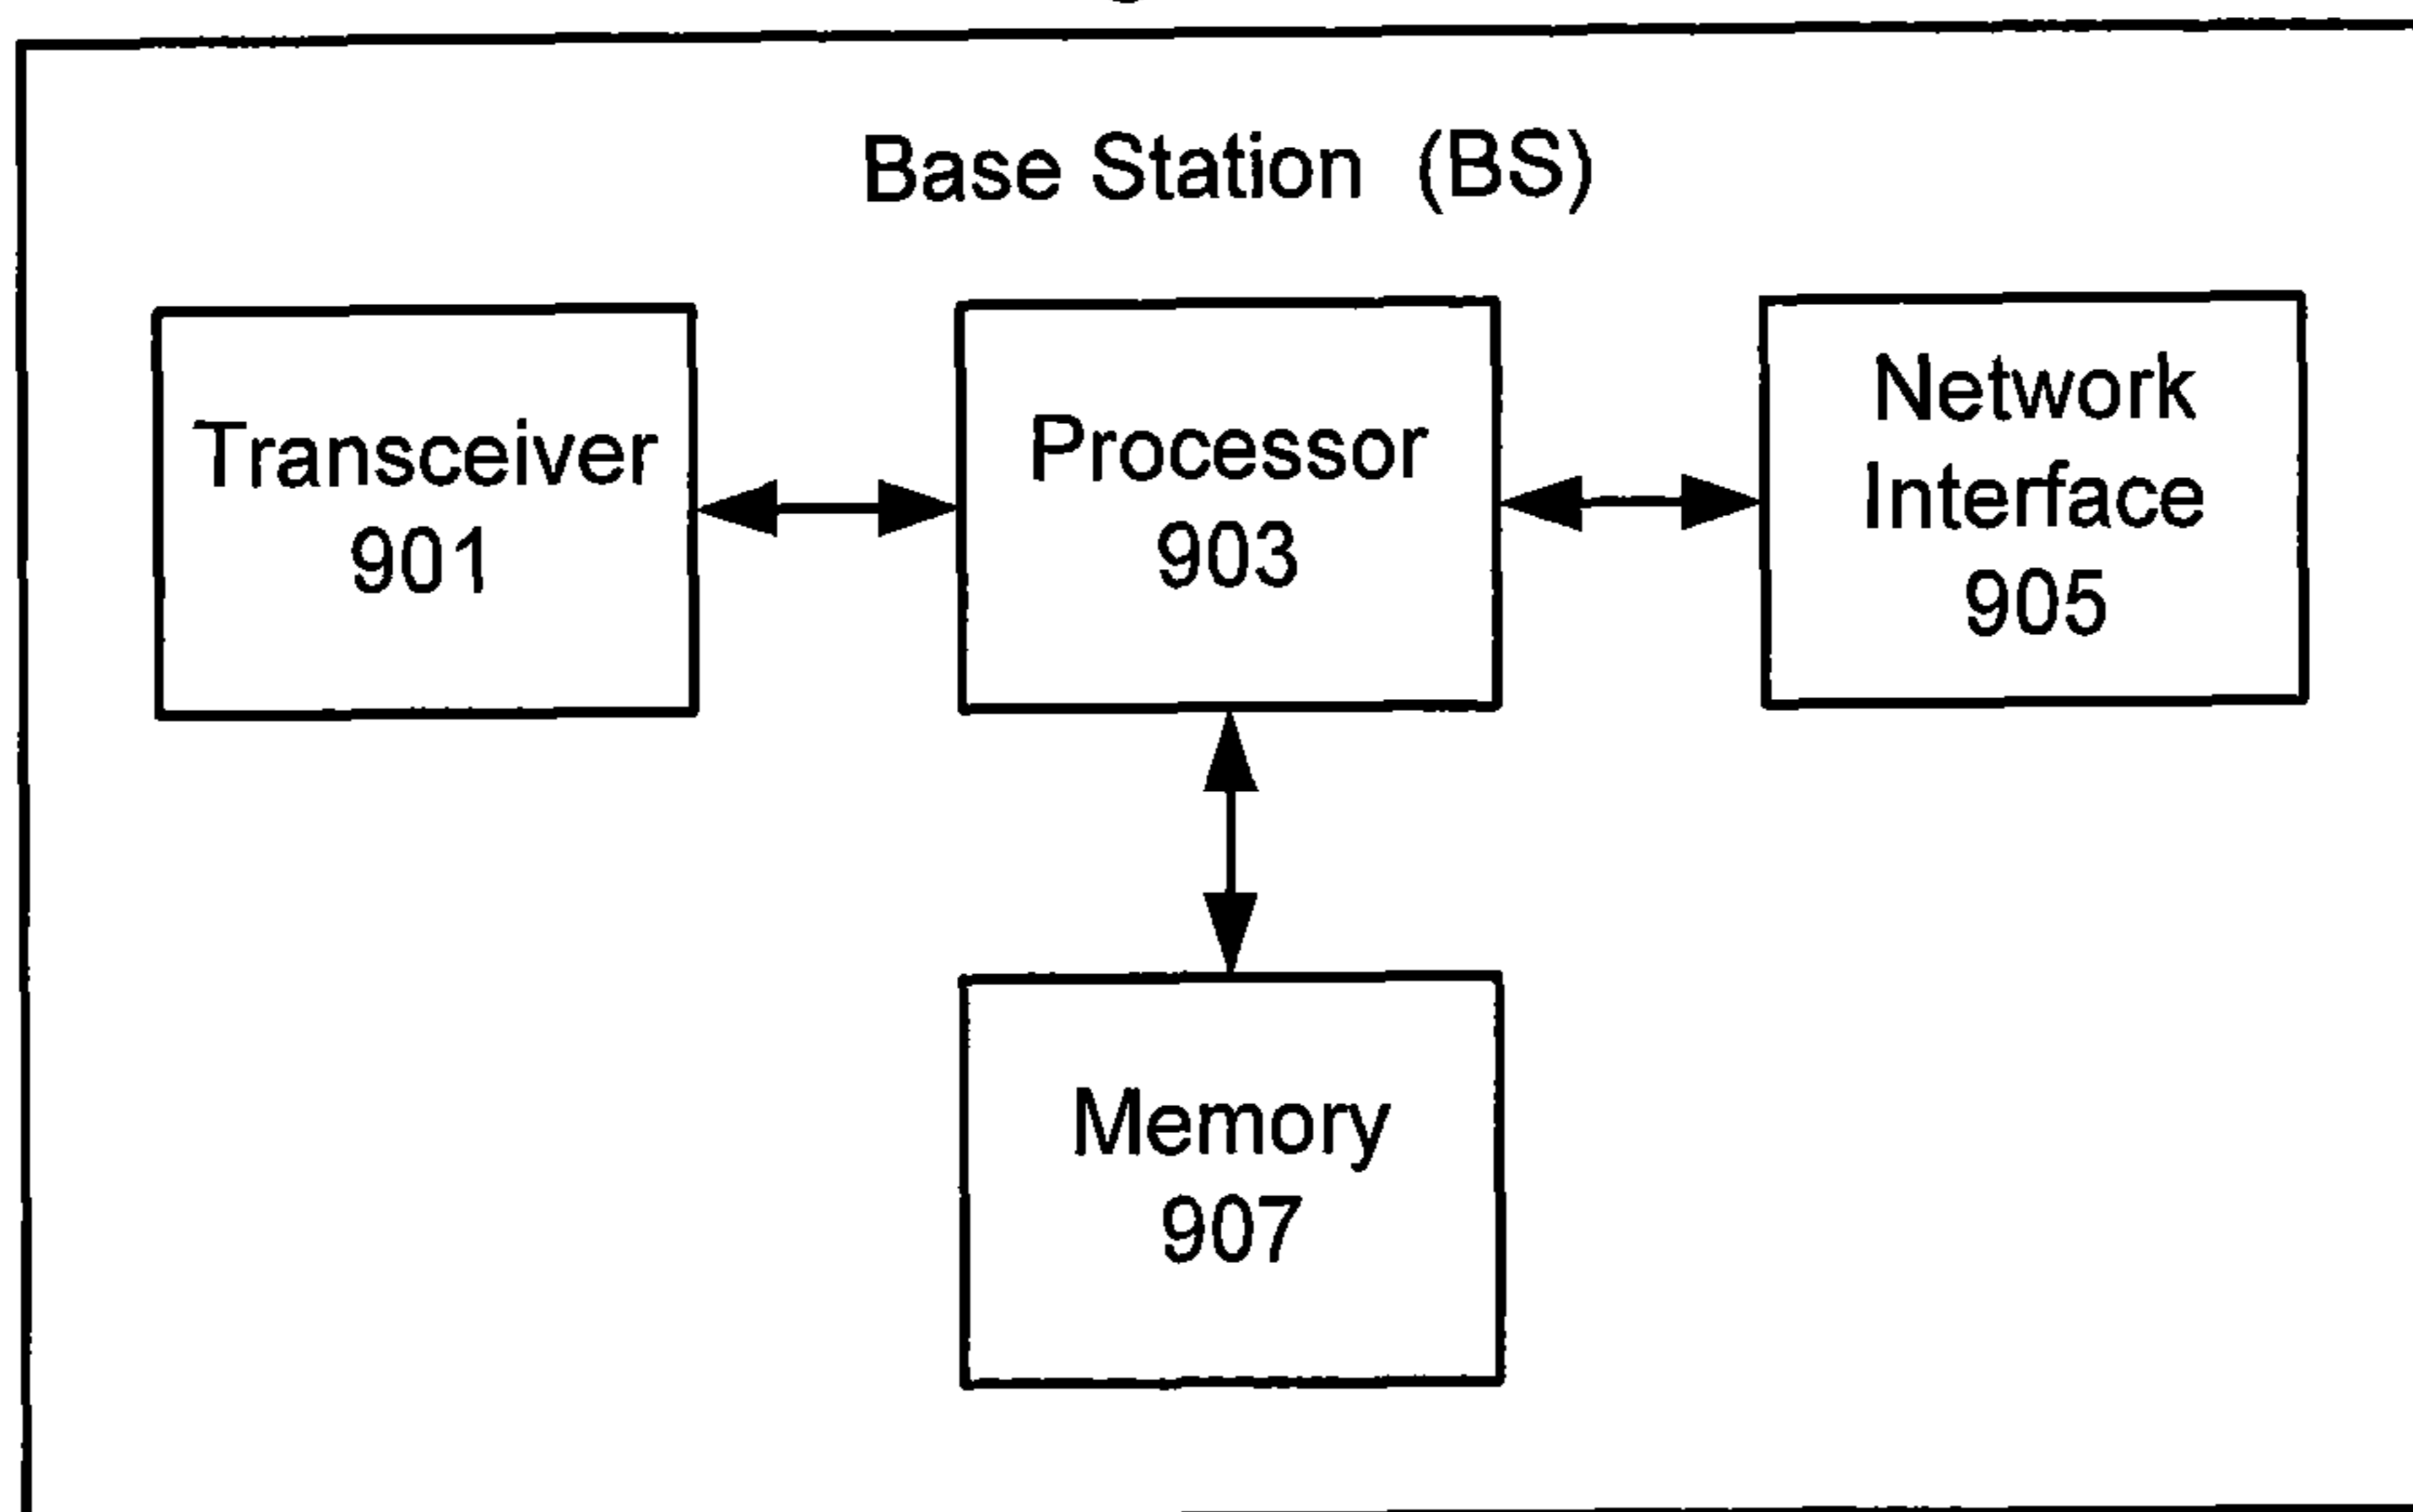 Base Station (BS)
Transceiver
901
Processor
903
Network
Interface
905
Memory
907